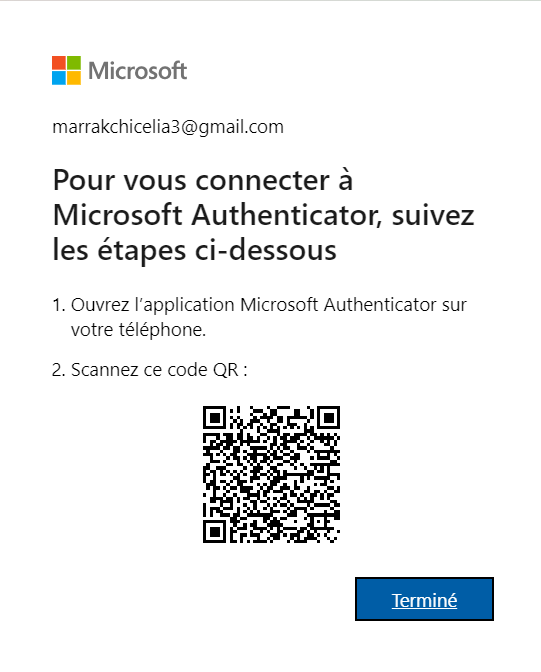 Microsoft
marrakchicelia3@gmail.com
Pour vous connecter à
Microsoft Authenticator, suivez
les étapes ci-dessous
1. Ouvrez l’application Microsoft Authenticator sur
votre téléphone.
2. Scannez ce code QR :
Terminé